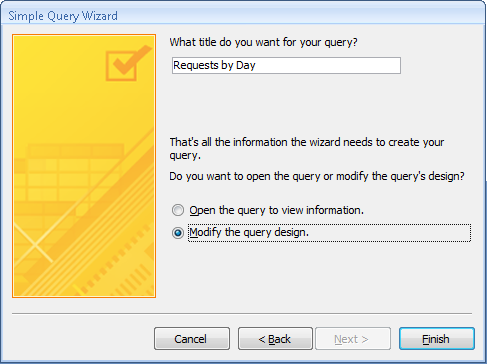 Simple Query Wizard
What title do you want for your query?
Requests by Day
That's all the information the wizard needs to create your
query.
Do you want to open the query or modify the query's design?
Open the query to view information.
Modify the query design.
Cancel
< Back
Next >
Finish